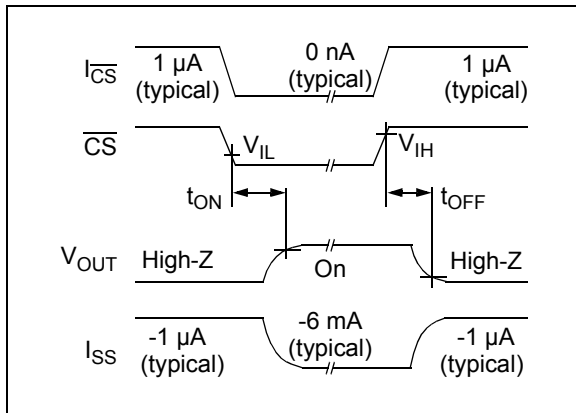 I_CS
1 µA
(typical)
0 nA
(typical)
1 µA
(typical)
CS
V_IL
V_IH
t_ON
t_OFF
V_OUT
High-Z
On
High-Z
I_SS
-1 µA
(typical)
-6 mA
(typical)
-1 µA
(typical)